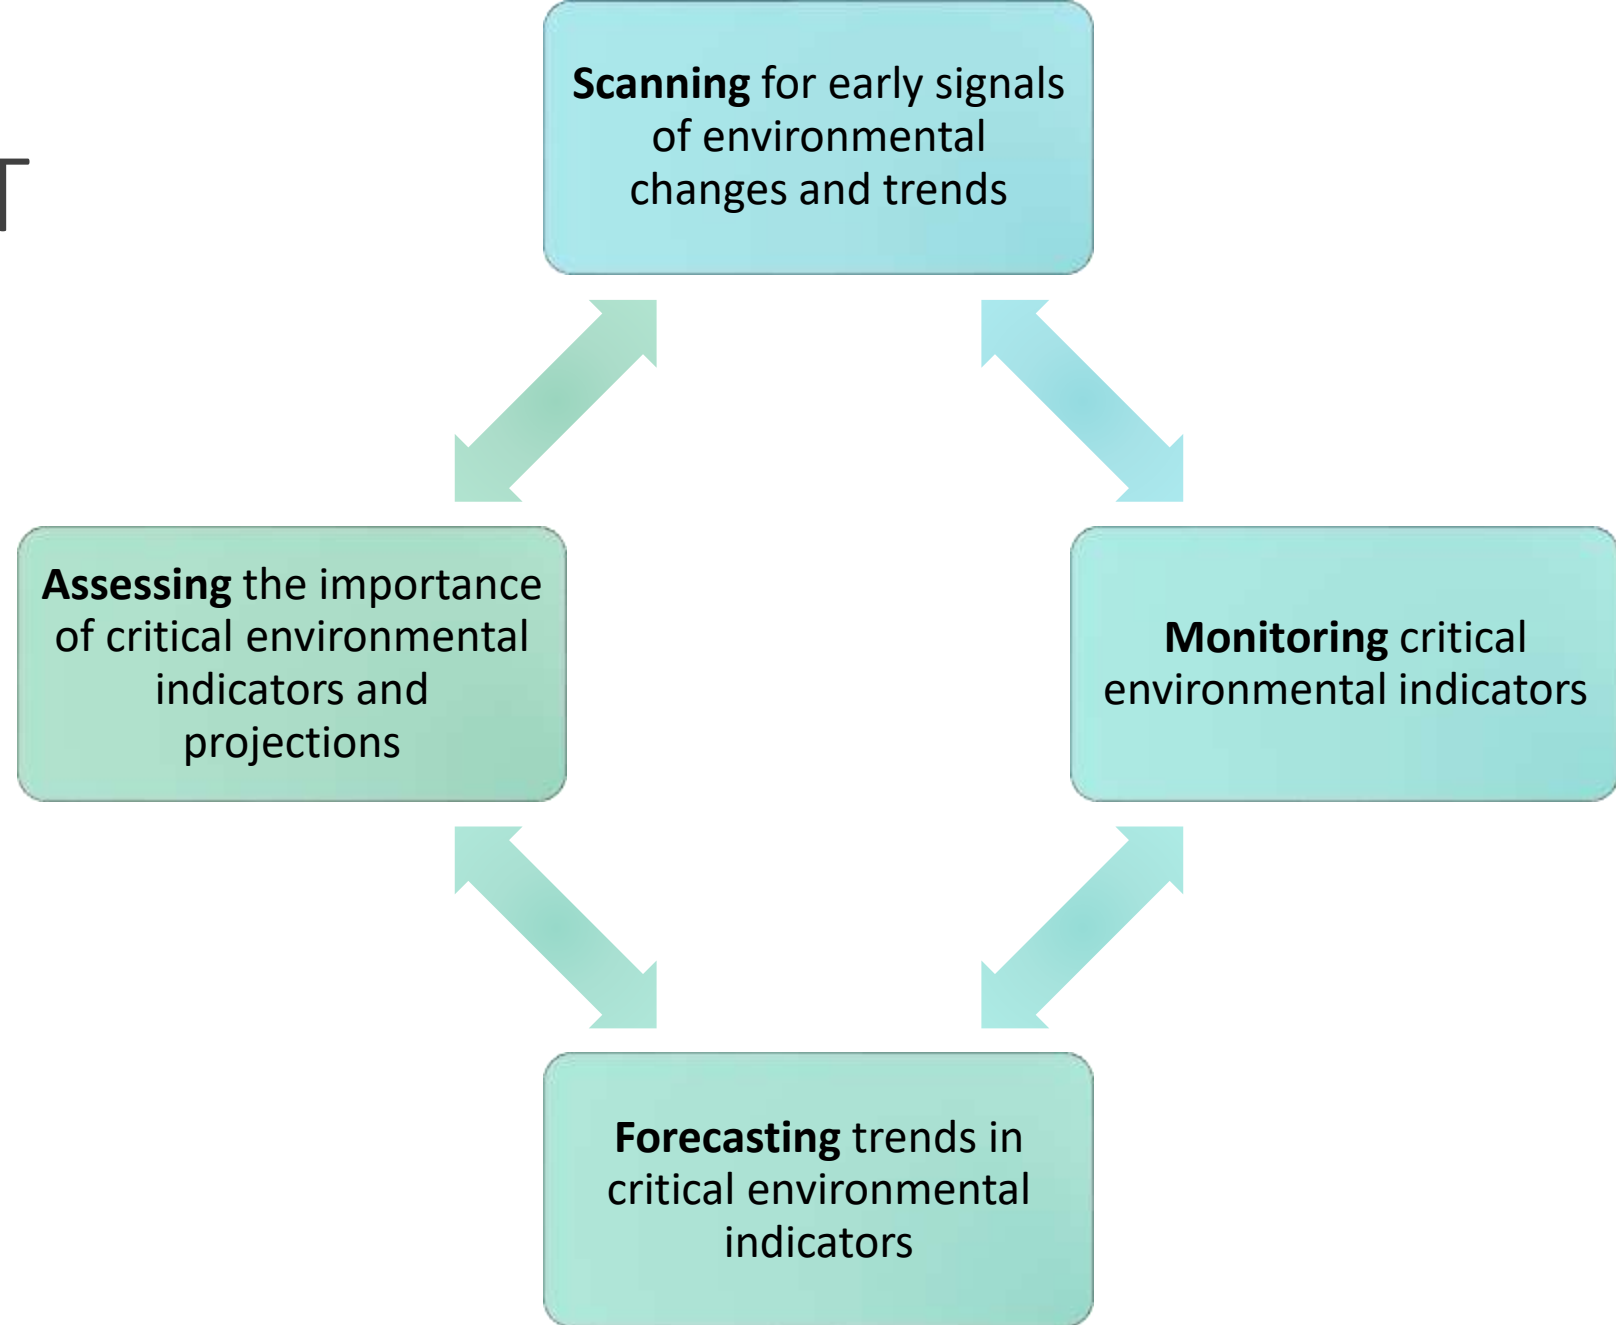 T
Scanning for early signals
of environmental
changes and trends
Assessing the importance
of critical environmental
indicators and
projections
Monitoring critical
environmental indicators
Forecasting trends in
critical environmental
indicators